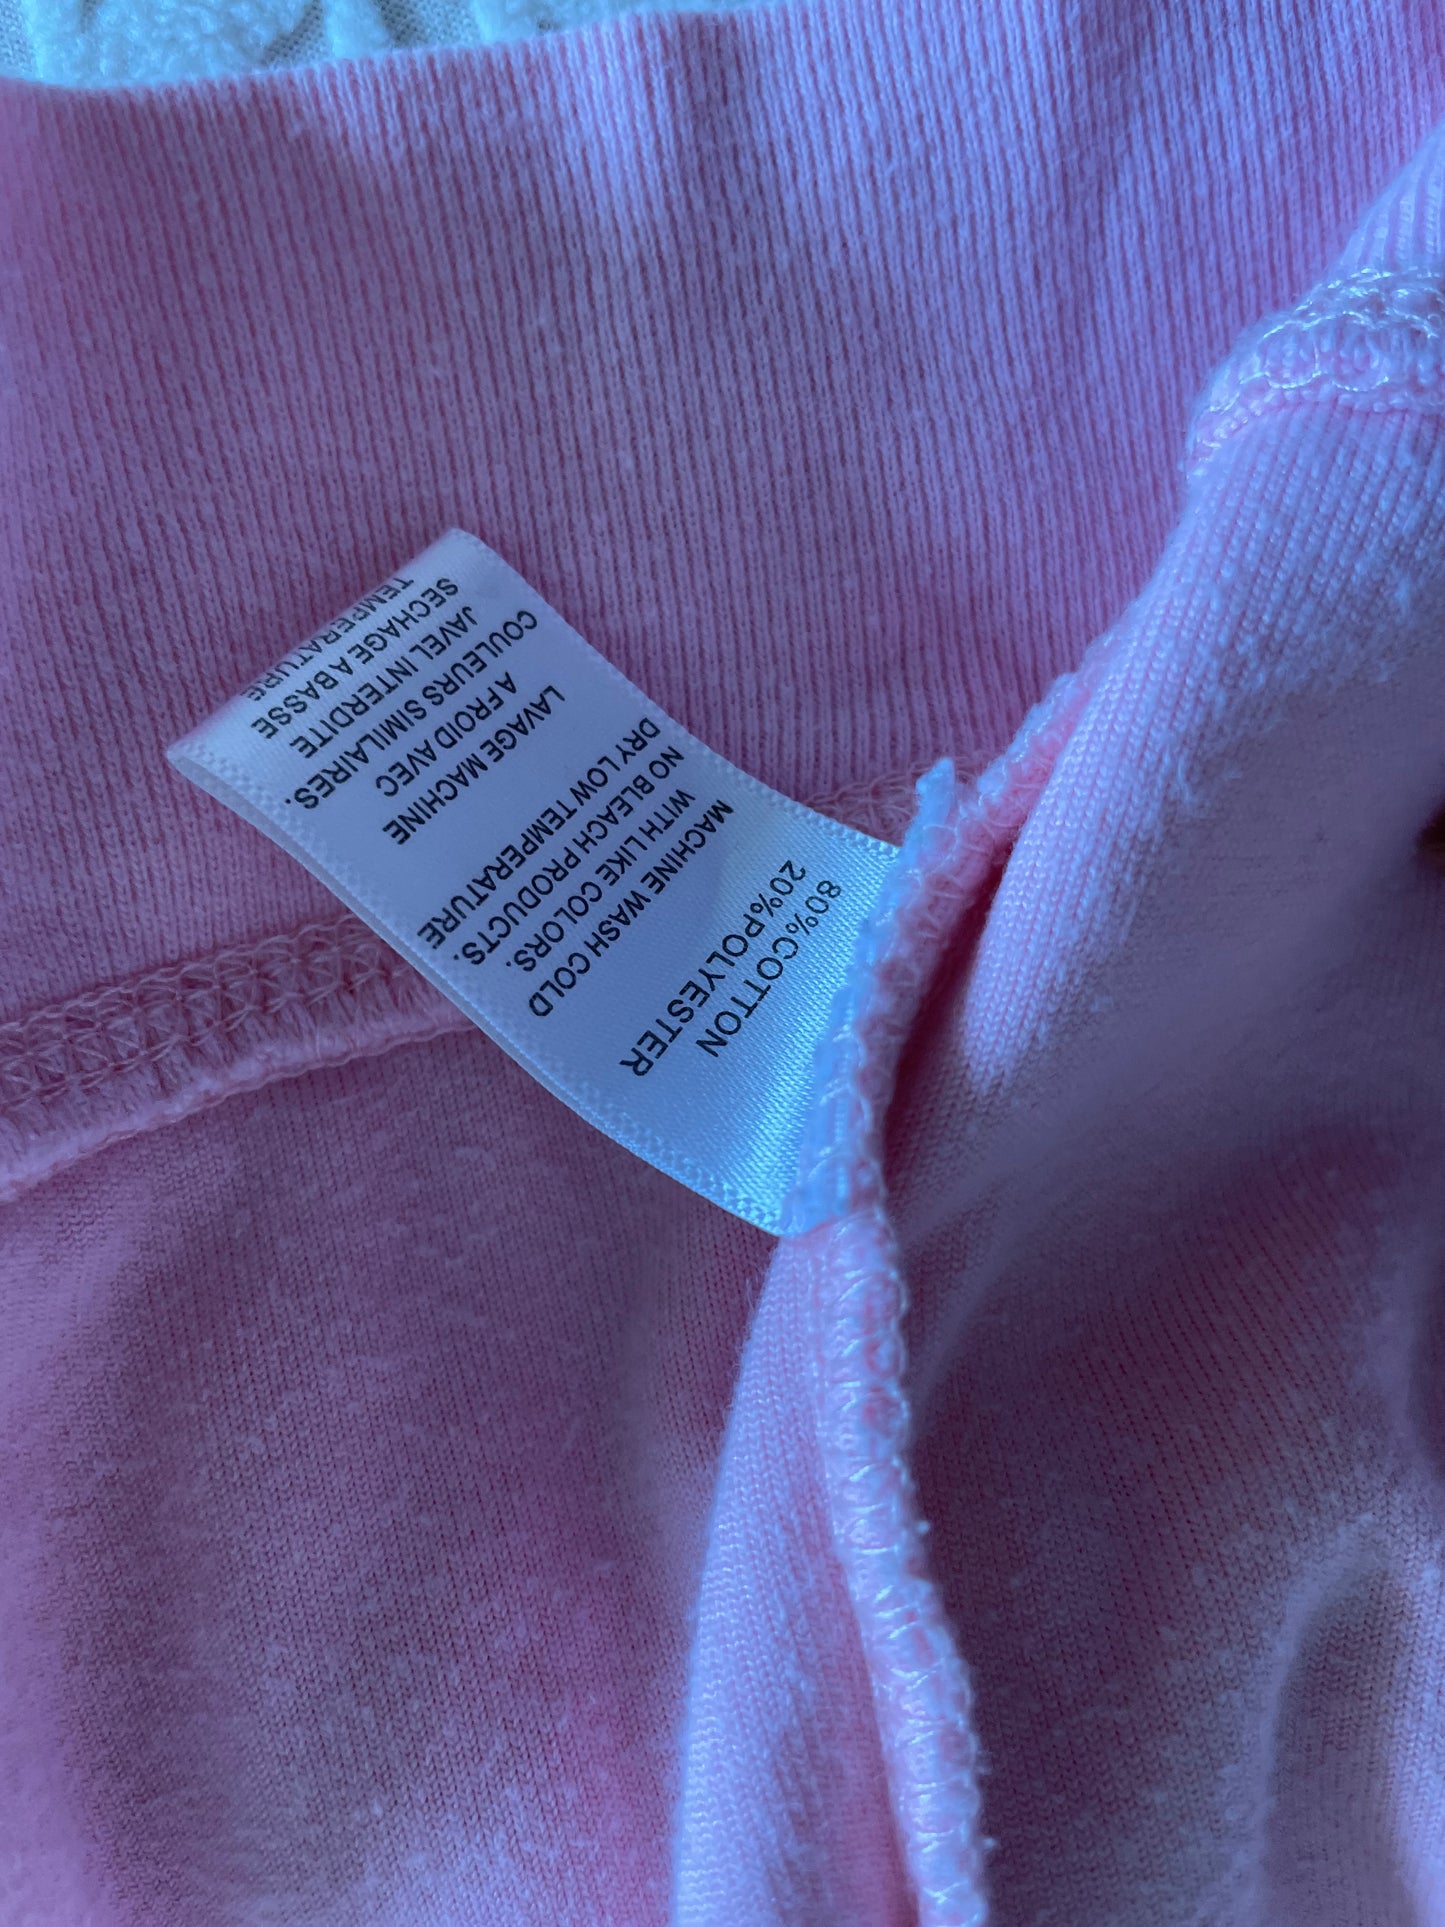 80%COTTON
20%POLYESTER
MACHINE WASH COLD
WITH LIKE COLORS.
NO BLEACH PRODUCTS.
DRY LOW TEMPERATURE
LAVAGE MACHINE
A FROID AVEC
COULEURS SIMILAIRES.
JAVEL INTERDITE
SECHAGE A BASSE
TEMPERATURE